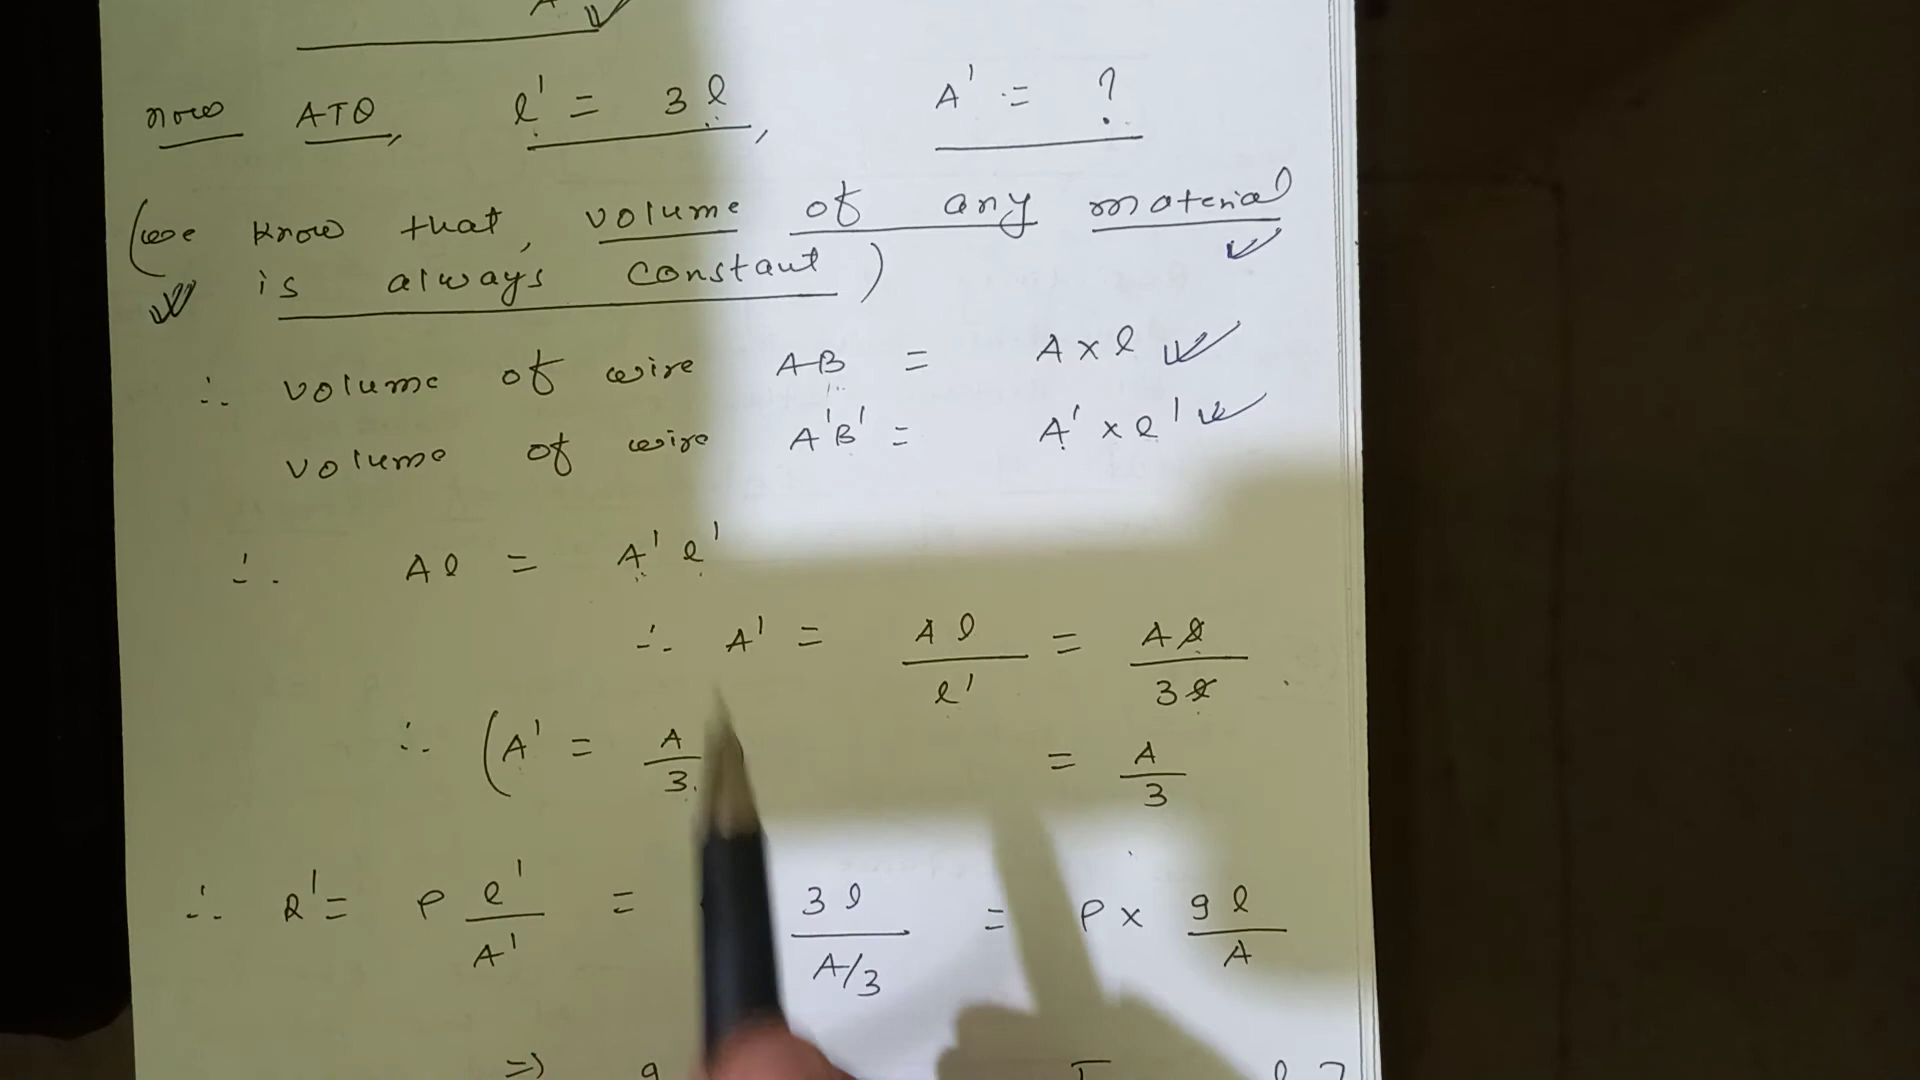 now ATQ, l' = 3l, A' = ?
(we know that, volume of any material
is always constant)
∴ volume of wire AB = A x l
volume of wire A'B' = A' x l'
∴ Al = A' l'
∴ A' = Al / l' = Al / 3l
∴ (A' = A / 3 = A / 3
∴ R' = ρ l' / A' = 3l / A/3 = ρ x 9l / A
=) 9